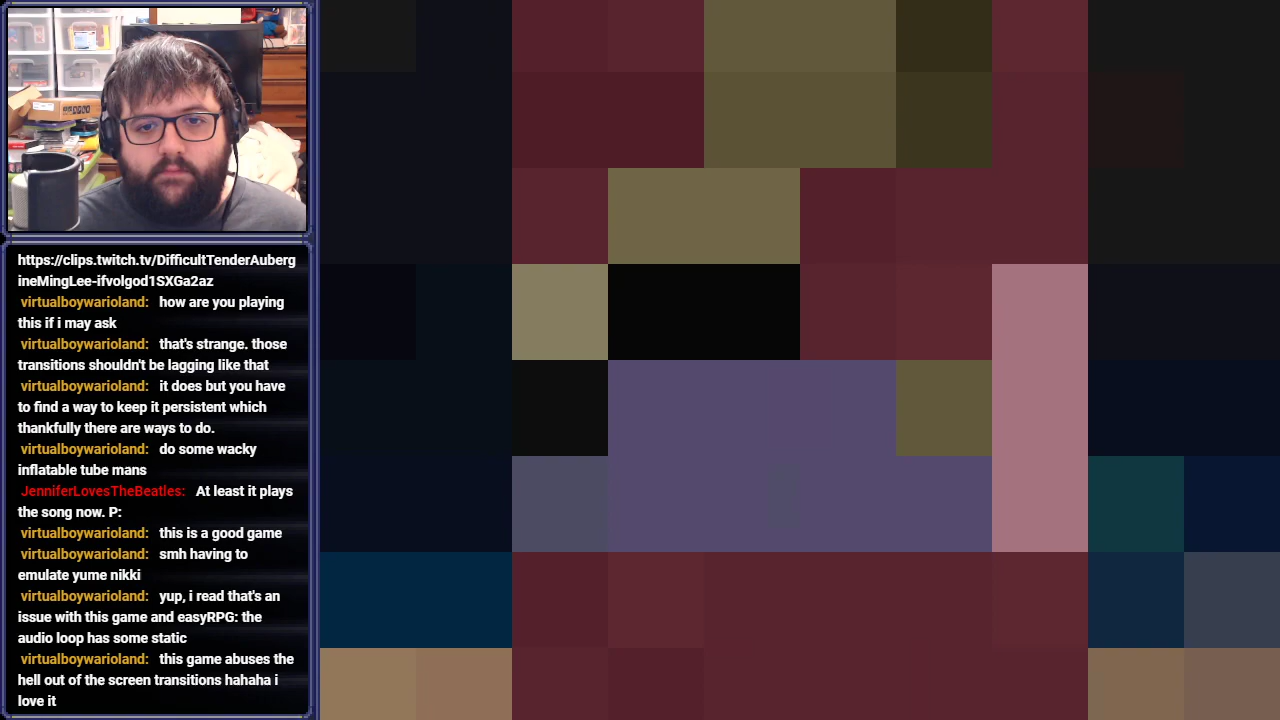 https://clips.twitch.tv/DifficultTenderAuberg
ineMingLee-ifvolgod1SXGa2az
virtualboywarioland: how are you playing
this if i may ask
virtualboywarioland: that's strange. those
transitions shouldn't be lagging like that
virtualboywarioland: it does but you have
to find a way to keep it persistent which
thankfully there are ways to do.
virtualboywarioland: do some wacky
inflatable tube mans
JenniferLovesTheBeatles: At least it plays
the song now. P:
virtualboywarioland: this is a good game
virtualboywarioland: smh having to
emulate yume nikki
virtualboywarioland: yup, i read that's an
issue with this game and easyRPG: the
audio loop has some static
virtualboywarioland: this game abuses the
hell out of the screen transitions hahaha i
love it